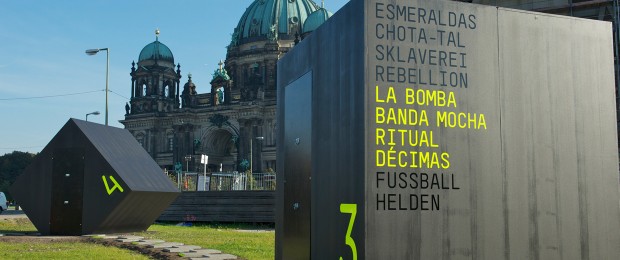 ESMERALDAS
CHOTA-TAL
SKLAVEREI
REBELLION
LA BOMBA
BANDA MOCHA
RITUAL
DÉCIMAS
FUSSBALL
HELDEN
4
3